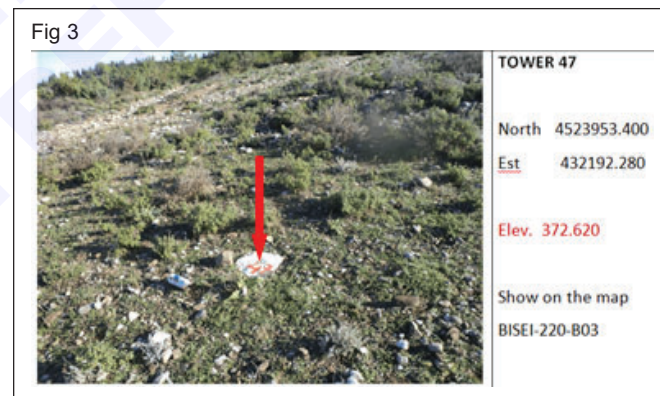 Fig 3
TOWER 47
North 4523953.400
Est 432192.280
Elev. 372.620
Show on the map
BISEI-220-B03